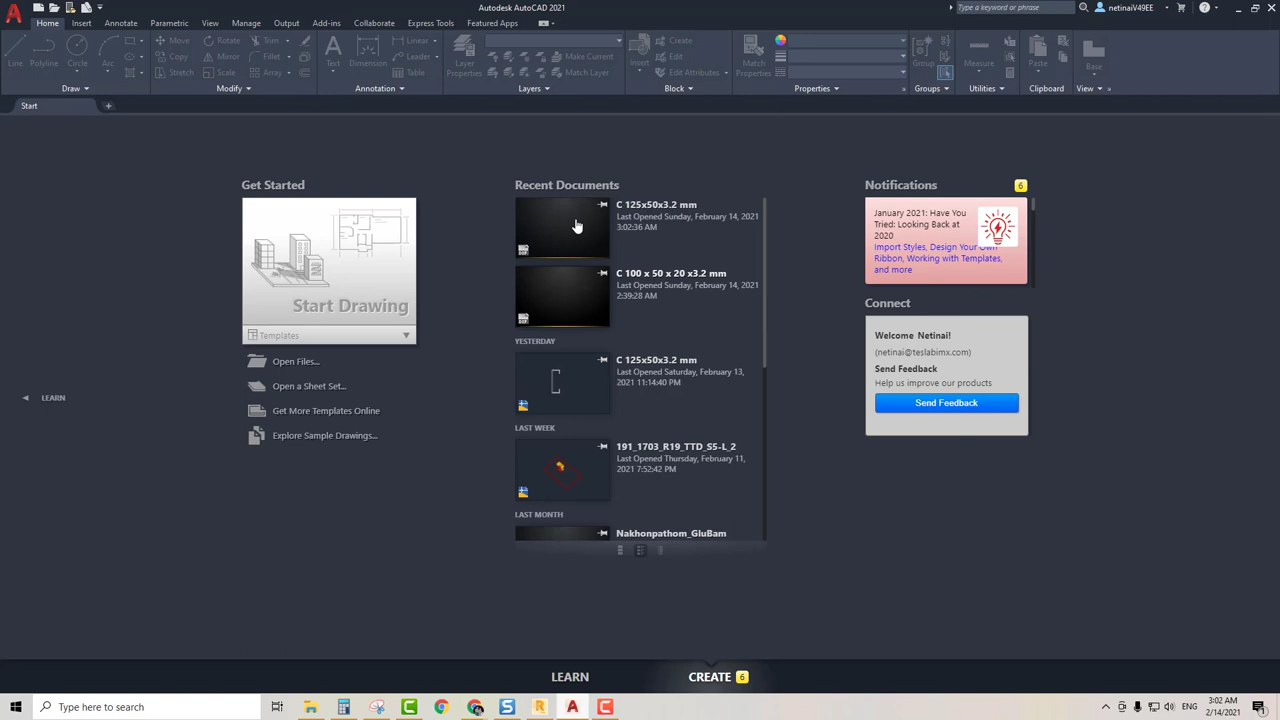 Autodesk AutoCAD 2021
Type a keyword or phrase
netinaiV49EE
Home Insert Annotate Parametric View Manage Output Add-ins Collaborate Express Tools Featured Apps
Line Polyline Circle Arc
Move Rotate Trim
Copy Mirror Fillet
Stretch Scale Array
Text Dimension
Linear
Leader
Table
Layer
Properties
Make Current
Match Layer
Insert
Create
Edit
Edit Attributes
Match
Properties
Group
Measure
Paste
Base
Draw Modify Annotation Layers Block Properties Groups Utilities Clipboard View
Start
Get Started
Start Drawing
Templates
Open Files...
Open a Sheet Set...
Get More Templates Online
Explore Sample Drawings...
LEARN
Recent Documents
C 125x50x3.2 mm
Last Opened Sunday, February 14, 2021
3:02:36 AM
DXF
C 100 x 50 x 20 x3.2 mm
Last Opened Sunday, February 14, 2021
2:39:28 AM
DXF
YESTERDAY
C 125x50x3.2 mm
Last Opened Saturday, February 13,
2021 11:14:40 PM
LAST WEEK
191_1703_R19_TTD_S5-L_2
Last Opened Thursday, February 11,
2021 7:52:42 PM
LAST MONTH
Nakhonpathom_GluBam
Notifications 6
January 2021: Have You
Tried: Looking Back at
2020
Import Styles, Design Your Own
Ribbon, Working with Templates,
and more
Connect
Welcome Netinai!
(netinai@teslabimx.com)
Send Feedback
Help us improve our products
Send Feedback
LEARN CREATE 6
Type here to search
ENG
3:02 AM
2/14/2021